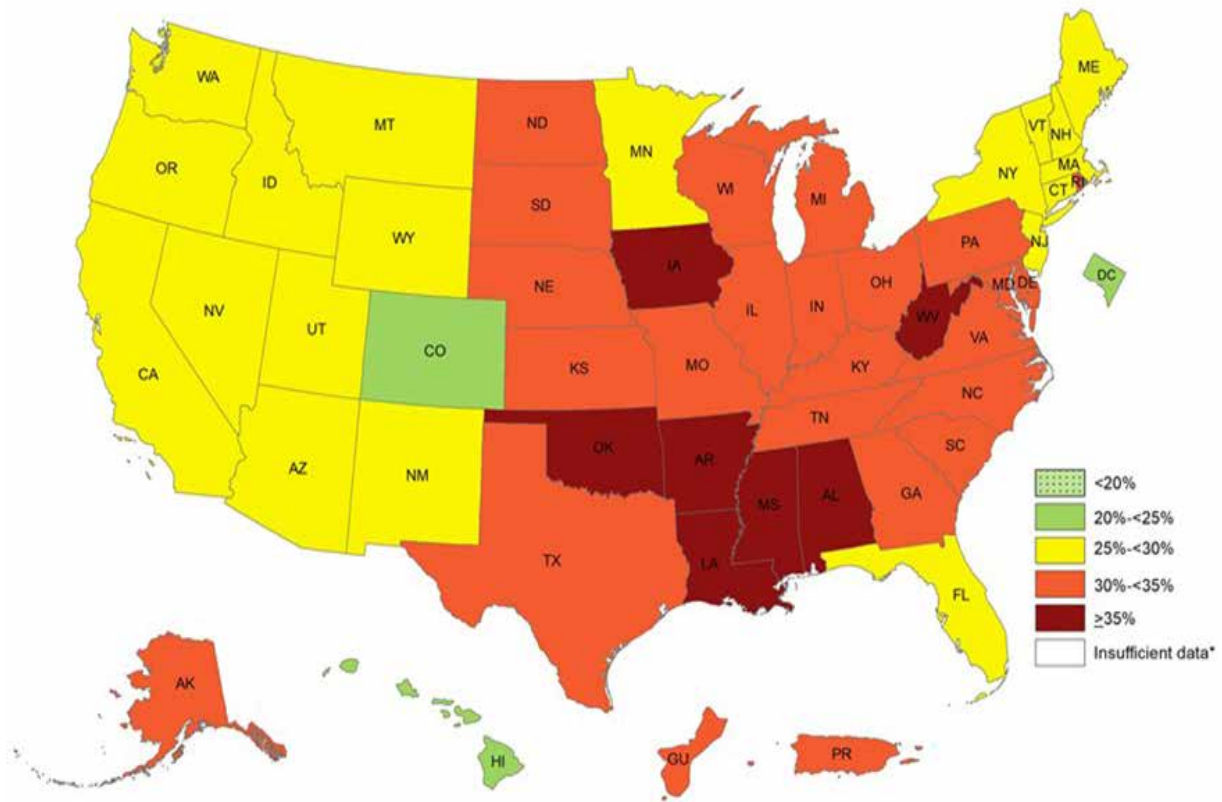 WA
MT
ND
MN
ME
VT
NH
OR
ID
SD
WI
MI
NY
MA
CT
RI
WY
IA
NE
PA
NJ
NV
UT
CO
IL
IN
OH
MD
DE
DC
WV
VA
CA
KS
MO
KY
NC
AZ
NM
OK
AR
TN
SC
MS
AL
GA
TX
LA
FL
<20%
20%-<25%
25%-<30%
30%-<35%
≥35%
Insufficient data*
AK
HI
GU
PR